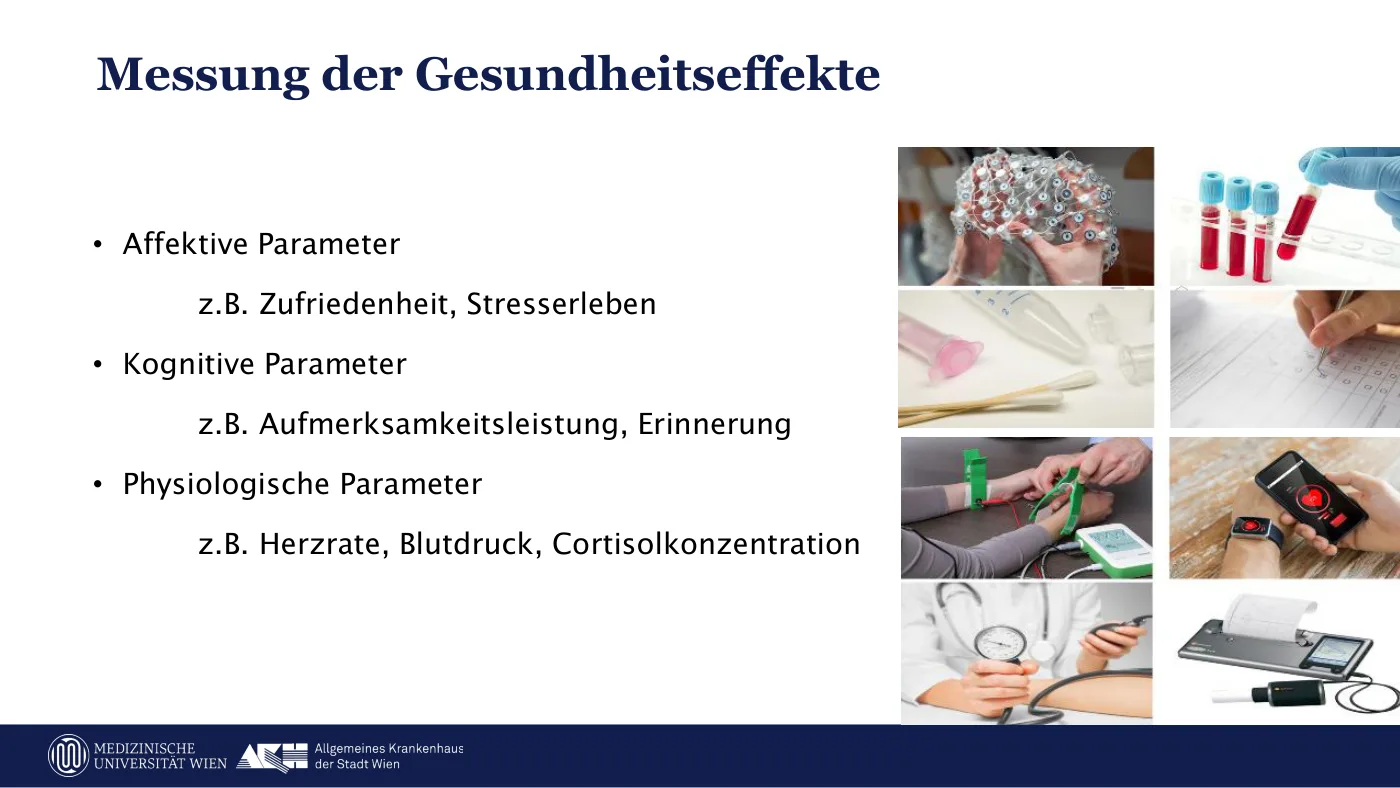 Messung der Gesundheitseffekte
• Affektive Parameter
z.B. Zufriedenheit, Stresserleben
• Kognitive Parameter
z.B. Aufmerksamkeitsleistung, Erinnerung
• Physiologische Parameter
z.B. Herzrate, Blutdruck, Cortisolkonzentration
MEDIZINISCHE
UNIVERSITÄT WIEN
AKH
Allgemeines Krankenhaus
der Stadt Wien